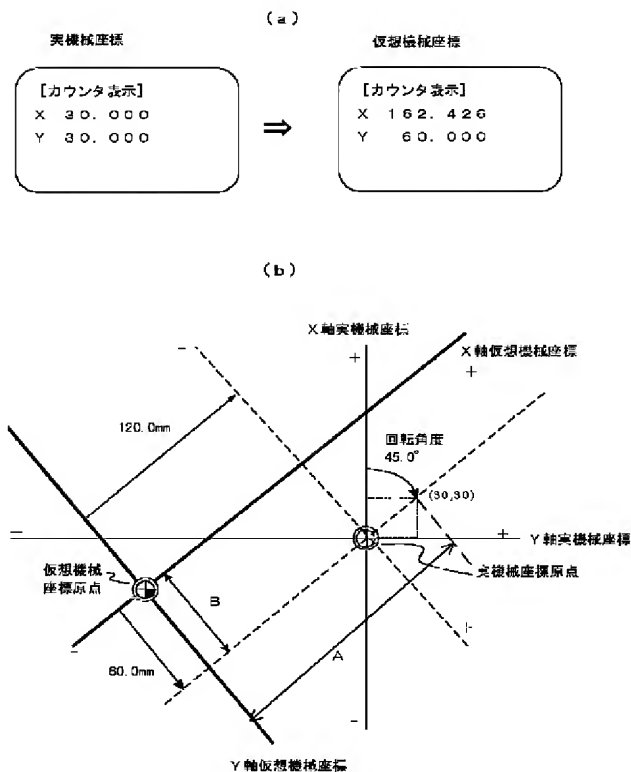 (a)
実機械座標
仮想機械座標
[カウンタ表示]
X 30.000
Y 30.000
⇒
[カウンタ表示]
X 162.426
Y 60.000
(b)
X軸実機械座標
X軸仮想機械座標
-
+
+
120.0mm
回転角度
45.0°
(30,30)
-
+
Y軸実機械座標
仮想機械
座標原点
実機械座標原点
B
A
60.0mm
-
+
-
Y軸仮想機械座標